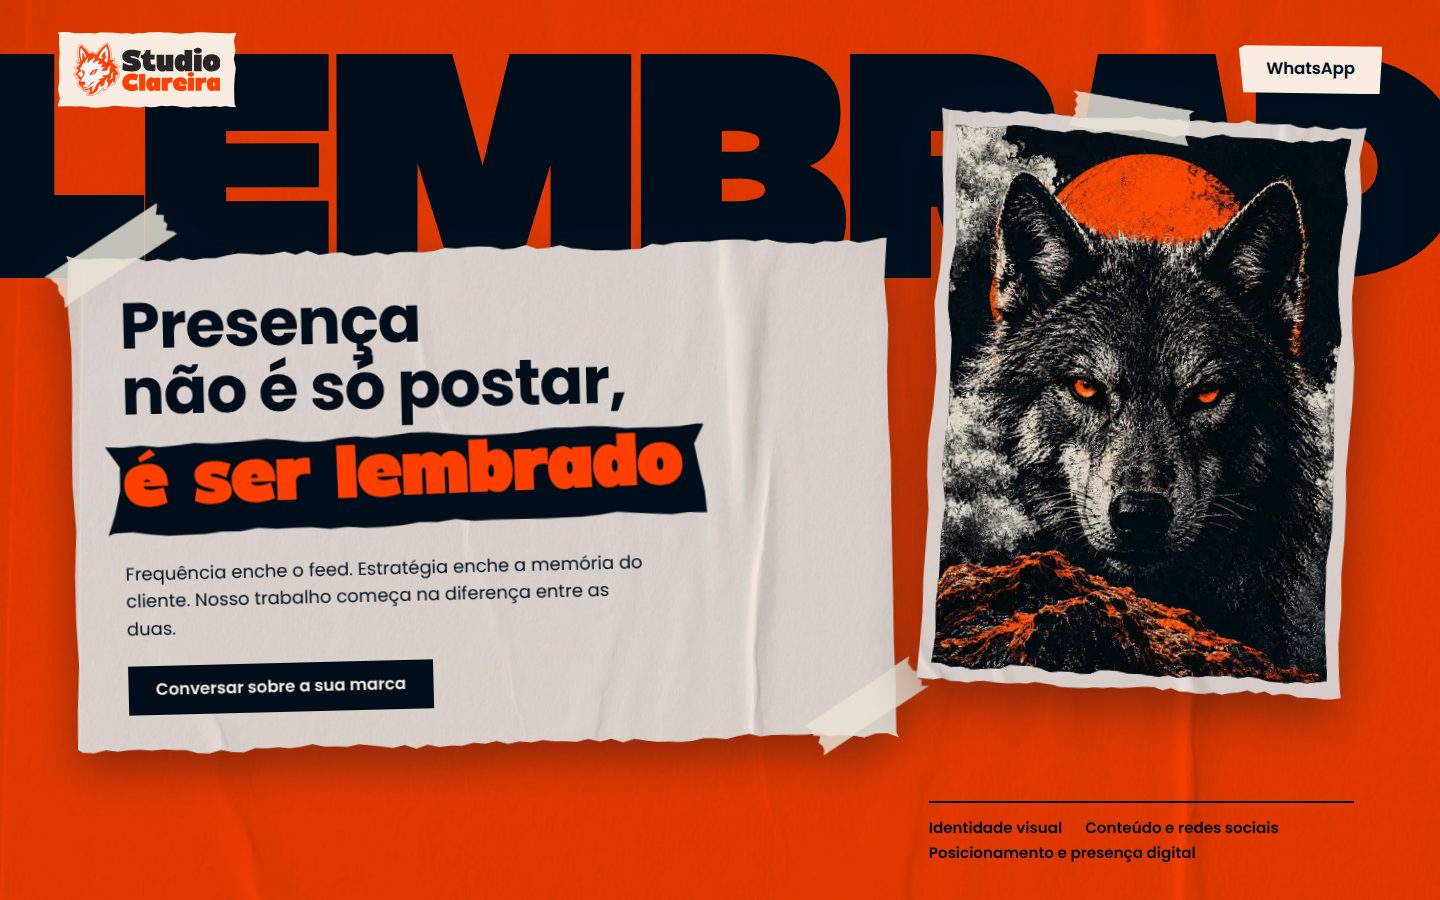 Studio
Clareira
LEMBRAD
WhatsApp
Presença
não é só postar,
é ser lembrado
Frequência enche o feed. Estratégia enche a memória do
cliente. Nosso trabalho começa na diferença entre as
duas.
Conversar sobre a sua marca
Identidade visual Conteúdo e redes sociais
Posicionamento e presença digital